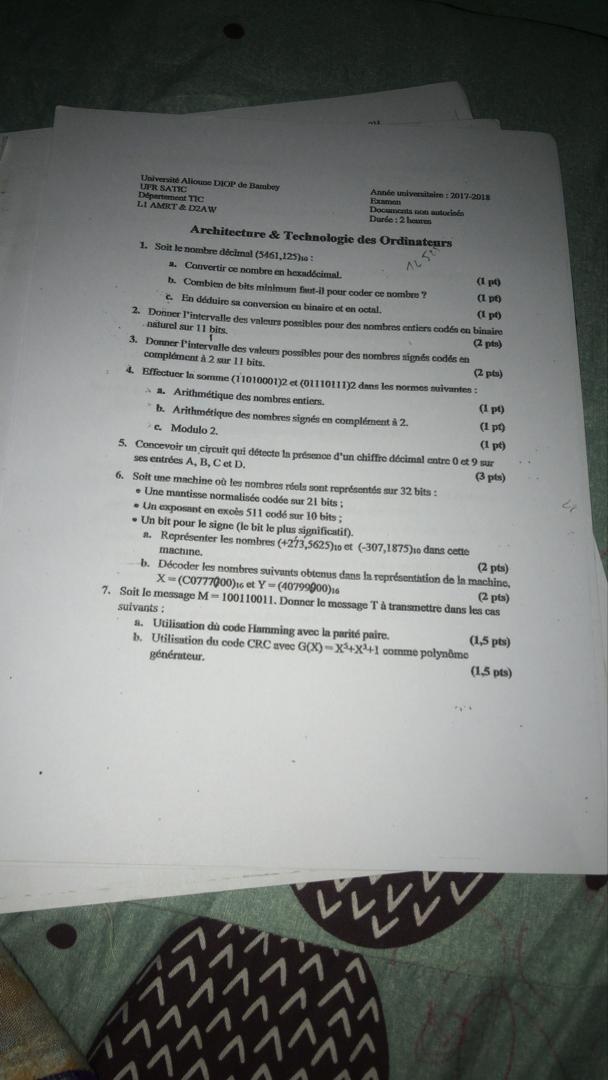 Université Alioune DIOP de Bambey
UFR SATIC
Département TIC
L1 AMRT & D2AW
Année universitaire : 2017-2018
Examen
Documents non autorisés
Durée : 2 heures
Architecture & Technologie des Ordinateurs
1. Soit le nombre décimal (5461,125)₁₀ :
a. Convertir ce nombre en hexadécimal. (1 pt)
b. Combien de bits minimum faut-il pour coder ce nombre ? (1 pt)
c. En déduire sa conversion en binaire et en octal. (1 pt)
2. Donner l'intervalle des valeurs possibles pour des nombres entiers codés en binaire
naturel sur 11 bits. (2 pts)
3. Donner l'intervalle des valeurs possibles pour des nombres signés codés en
complément à 2 sur 11 bits. (2 pts)
4. Effectuer la somme (11010001)2 et (01110111)2 dans les normes suivantes :
a. Arithmétique des nombres entiers. (1 pt)
b. Arithmétique des nombres signés en complément à 2. (1 pt)
c. Modulo 2. (1 pt)
5. Concevoir un circuit qui détecte la présence d'un chiffre décimal entre 0 et 9 sur
ses entrées A, B, C et D. (3 pts)
6. Soit une machine où les nombres réels sont représentés sur 32 bits :
• Une mantisse normalisée codée sur 21 bits ;
• Un exposant en excès 511 codé sur 10 bits ;
• Un bit pour le signe (le bit le plus significatif).
a. Représenter les nombres (+273,5625)₁₀ et (-307,1875)₁₀ dans cette
machine. (2 pts)
b. Décoder les nombres suivants obtenus dans la représentation de la machine,
X = (C0777000)₁₆ et Y = (40799000)₁₆ (2 pts)
7. Soit le message M = 100110011. Donner le message T à transmettre dans les cas
suivants :
a. Utilisation du code Hamming avec la parité paire. (1,5 pts)
b. Utilisation du code CRC avec G(X) = X⁵+X³+1 comme polynôme
générateur. (1,5 pts)